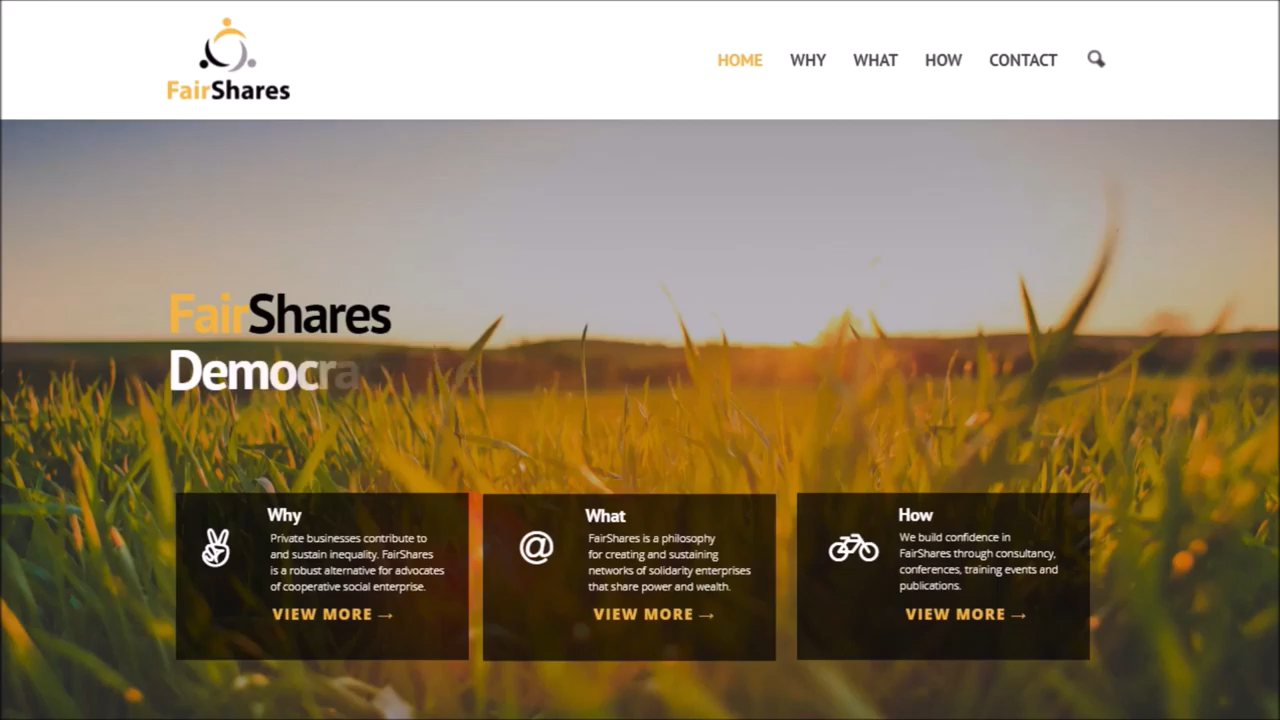 FairShares
HOME WHY WHAT HOW CONTACT
FairShares
Democra
Why
Private businesses contribute to
and sustain inequality. FairShares
is a robust alternative for advocates
of cooperative social enterprise.
VIEW MORE →
What
@
FairShares is a philosophy
for creating and sustaining
networks of solidarity enterprises
that share power and wealth.
VIEW MORE →
How
We build confidence in
FairShares through consultancy,
conferences, training events and
publications.
VIEW MORE →